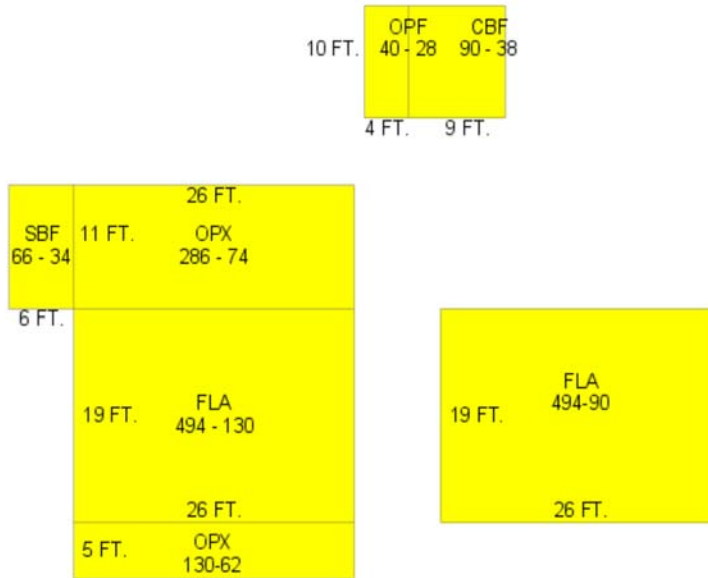 OPF CBF
10 FT. 40 - 28 90 - 38
4 FT. 9 FT.
26 FT.
SBF 11 FT. OPX
66 - 34 286 - 74
6 FT.
FLA
19 FT. 494 - 130
26 FT.
FLA
494-90
19 FT.
26 FT.
5 FT. OPX
130-62